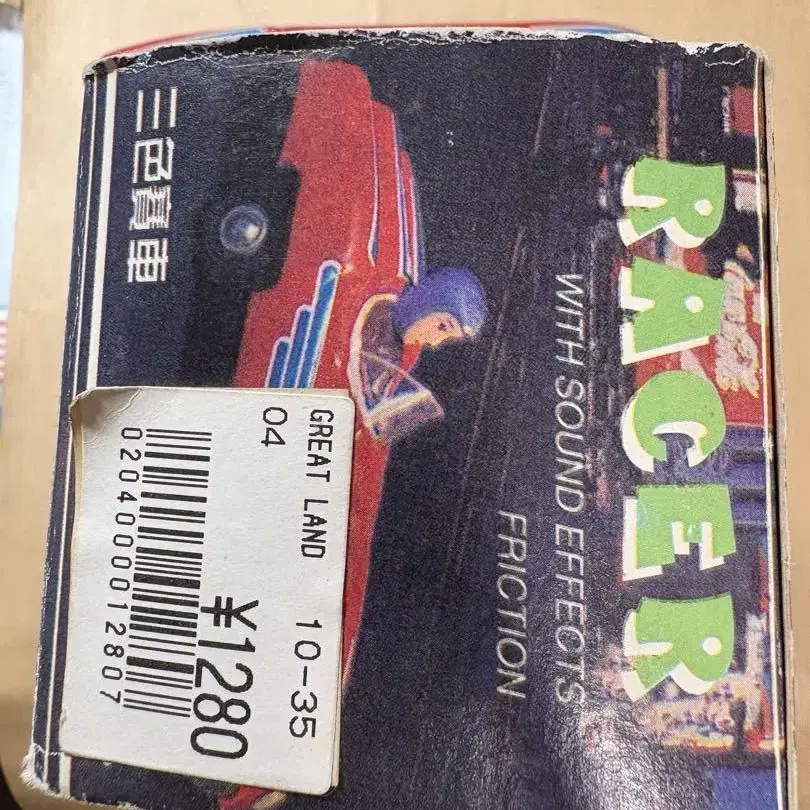 RACER
WITH SOUND EFFECTS
FRICTION
GREAT LAND 10-35
04
¥1280
0204000012807
三色賽車